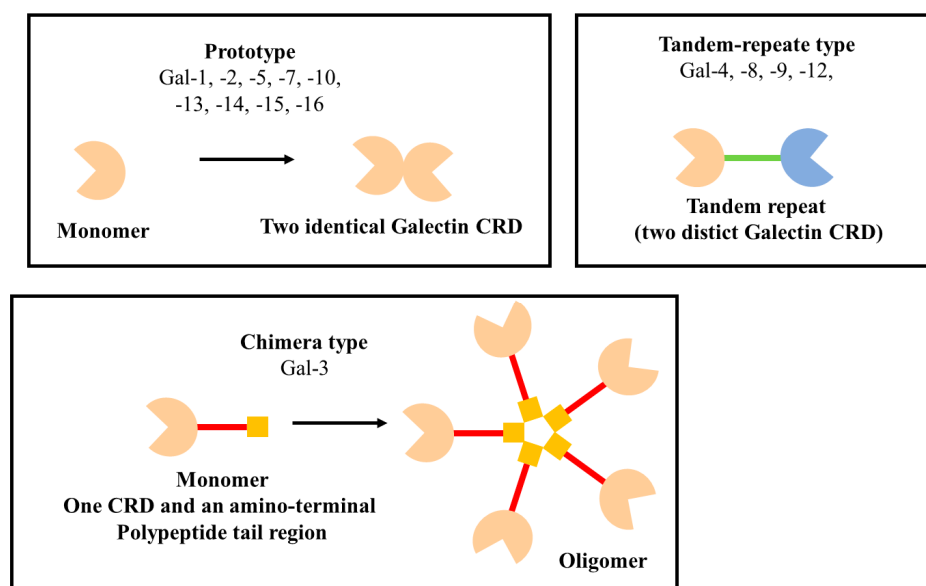 Prototype
Gal-1, -2, -5, -7, -10,
-13, -14, -15, -16
Monomer
Two identical Galectin CRD
Tandem-repeate type
Gal-4, -8, -9, -12,
Tandem repeat
(two distict Galectin CRD)
Chimera type
Gal-3
Monomer
One CRD and an amino-terminal
Polypeptide tail region
Oligomer